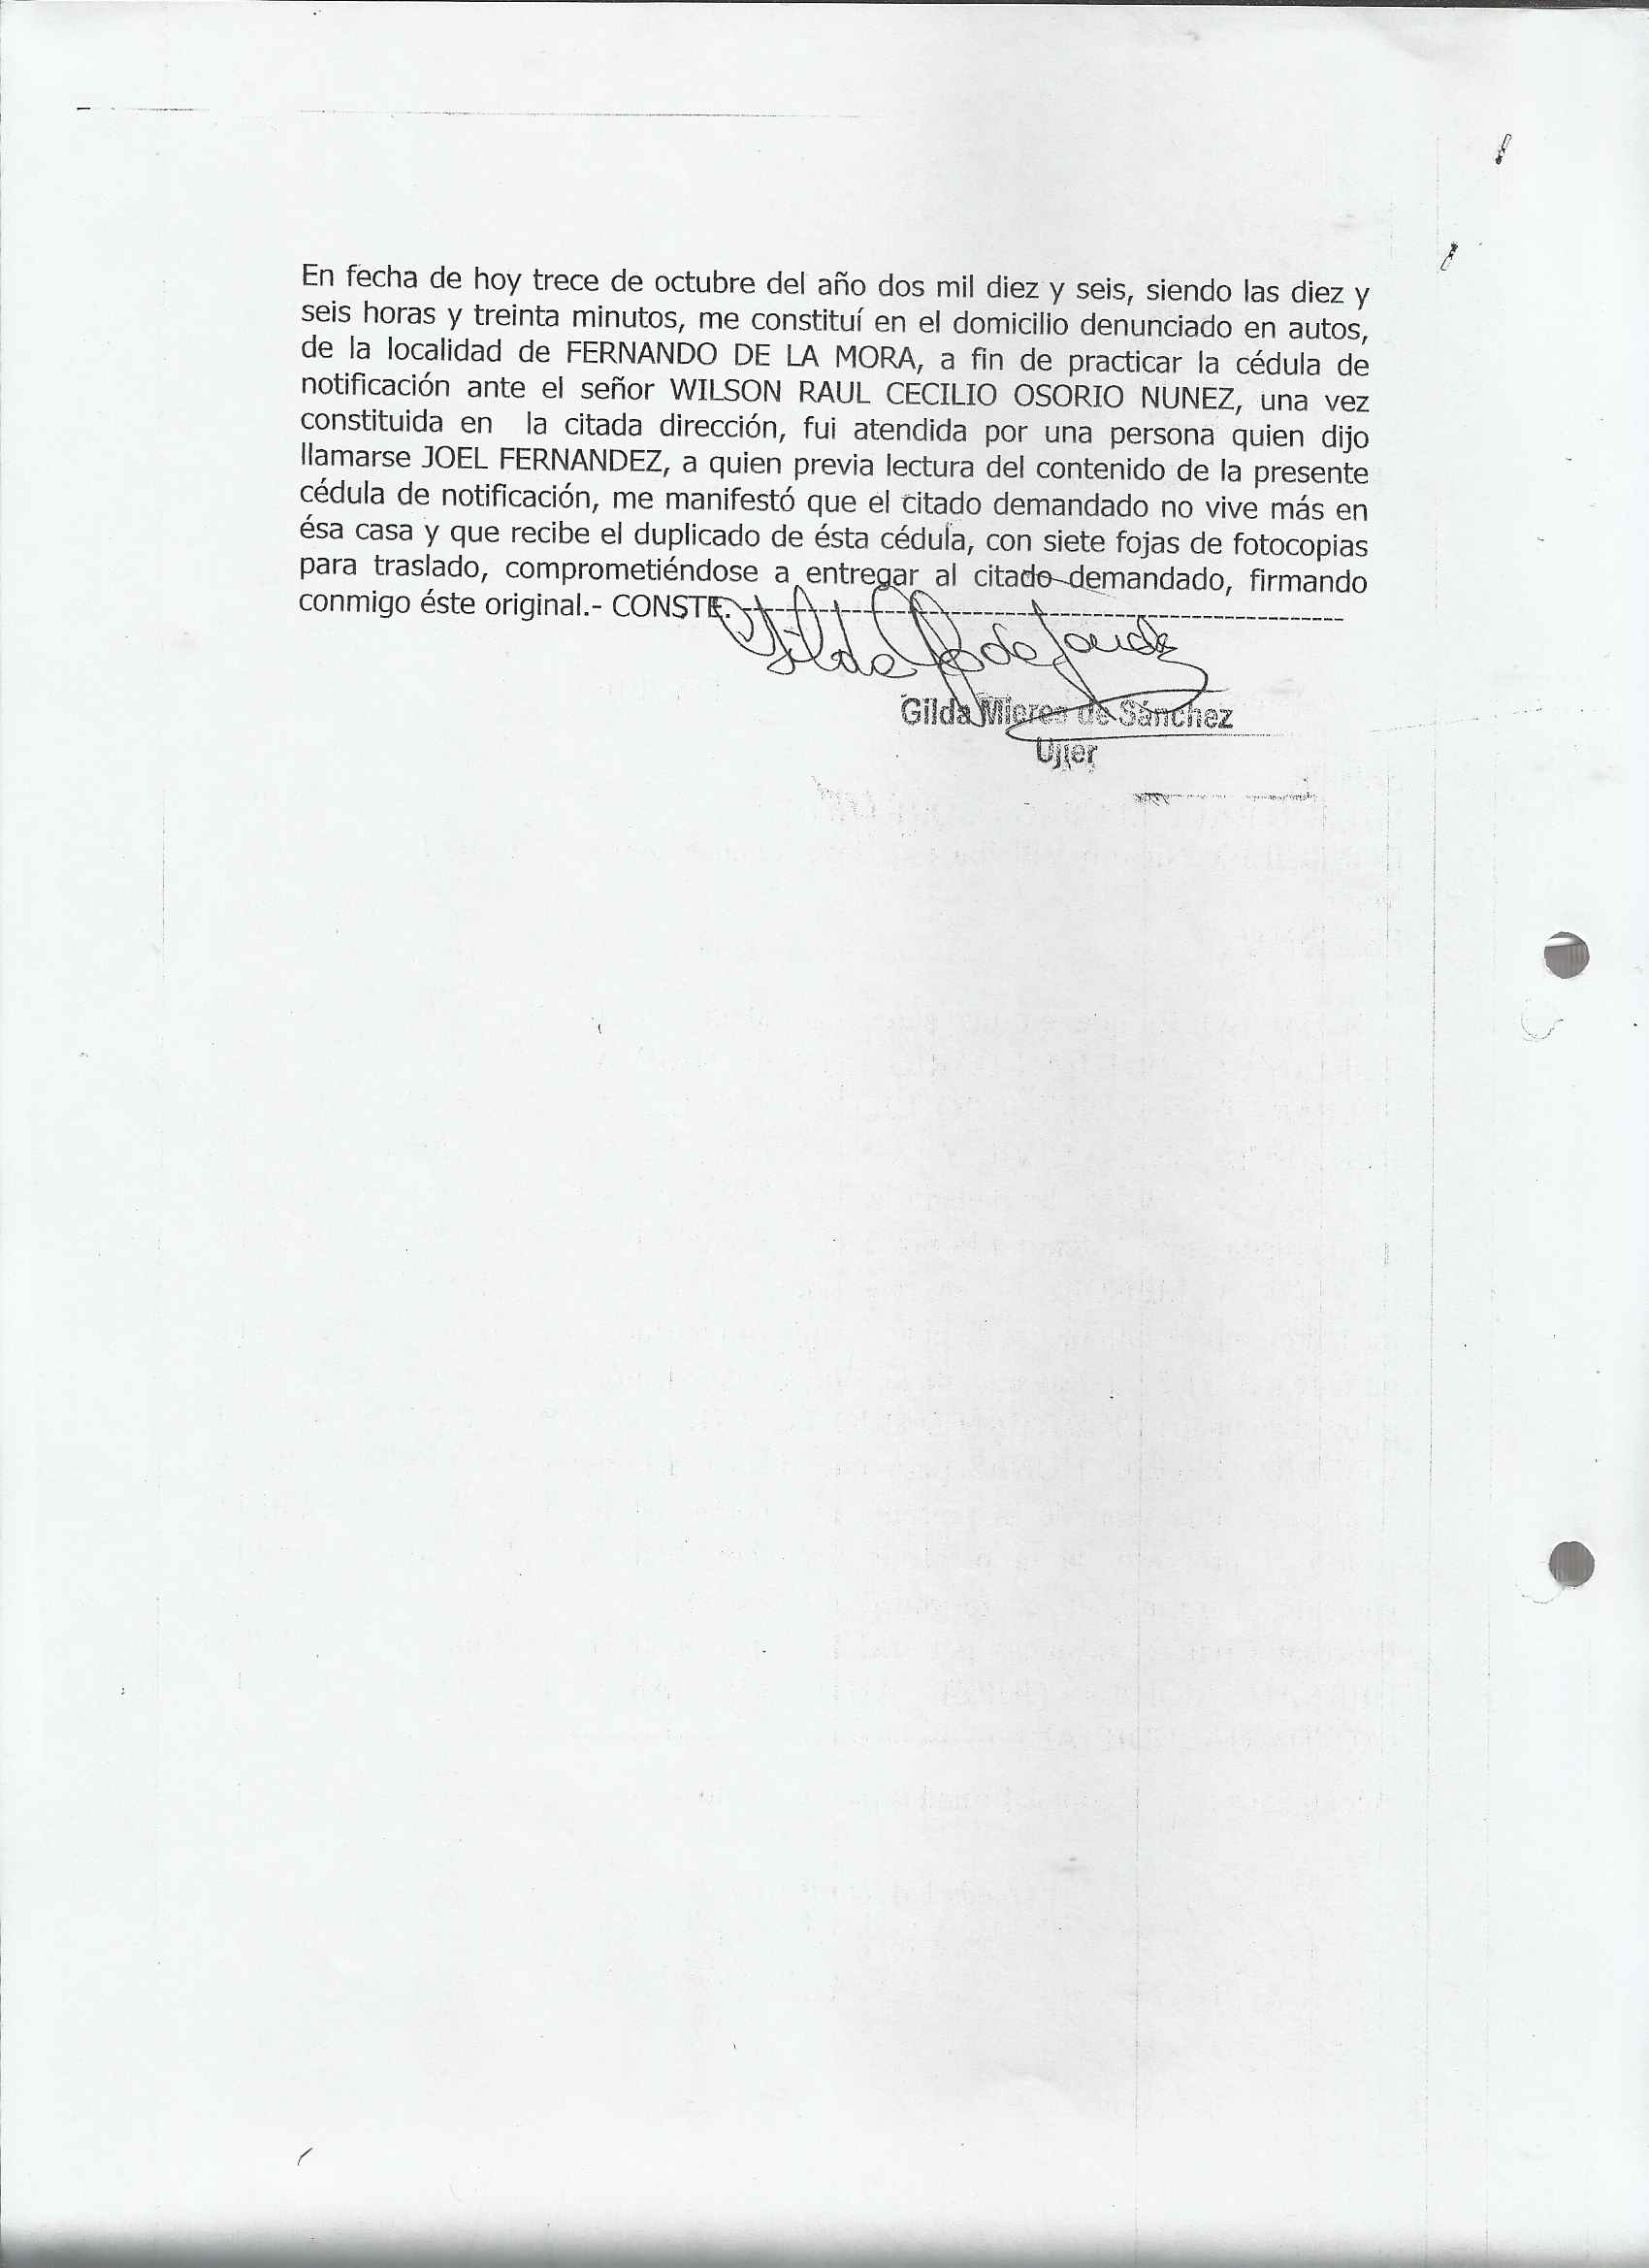 En fecha de hoy trece de octubre del año dos mil diez y seis, siendo las diez y
seis horas y treinta minutos, me constituí en el domicilio denunciado en autos,
de la localidad de FERNANDO DE LA MORA, a fin de practicar la cédula de
notificación ante el señor WILSON RAUL CECILIO OSORIO NUNEZ, una vez
constituida en la citada dirección, fui atendida por una persona quien dijo
llamarse JOEL FERNANDEZ, a quien previa lectura del contenido de la presente
cédula de notificación, me manifestó que el citado demandado no vive más en
ésa casa y que recibe el duplicado de ésta cédula, con siete fojas de fotocopias
para traslado, comprometiéndose a entregar al citado demandado, firmando
conmigo éste original.- CONSTE.------------------------------------------------------------
Gilda Mieres de Sánchez
Ujier